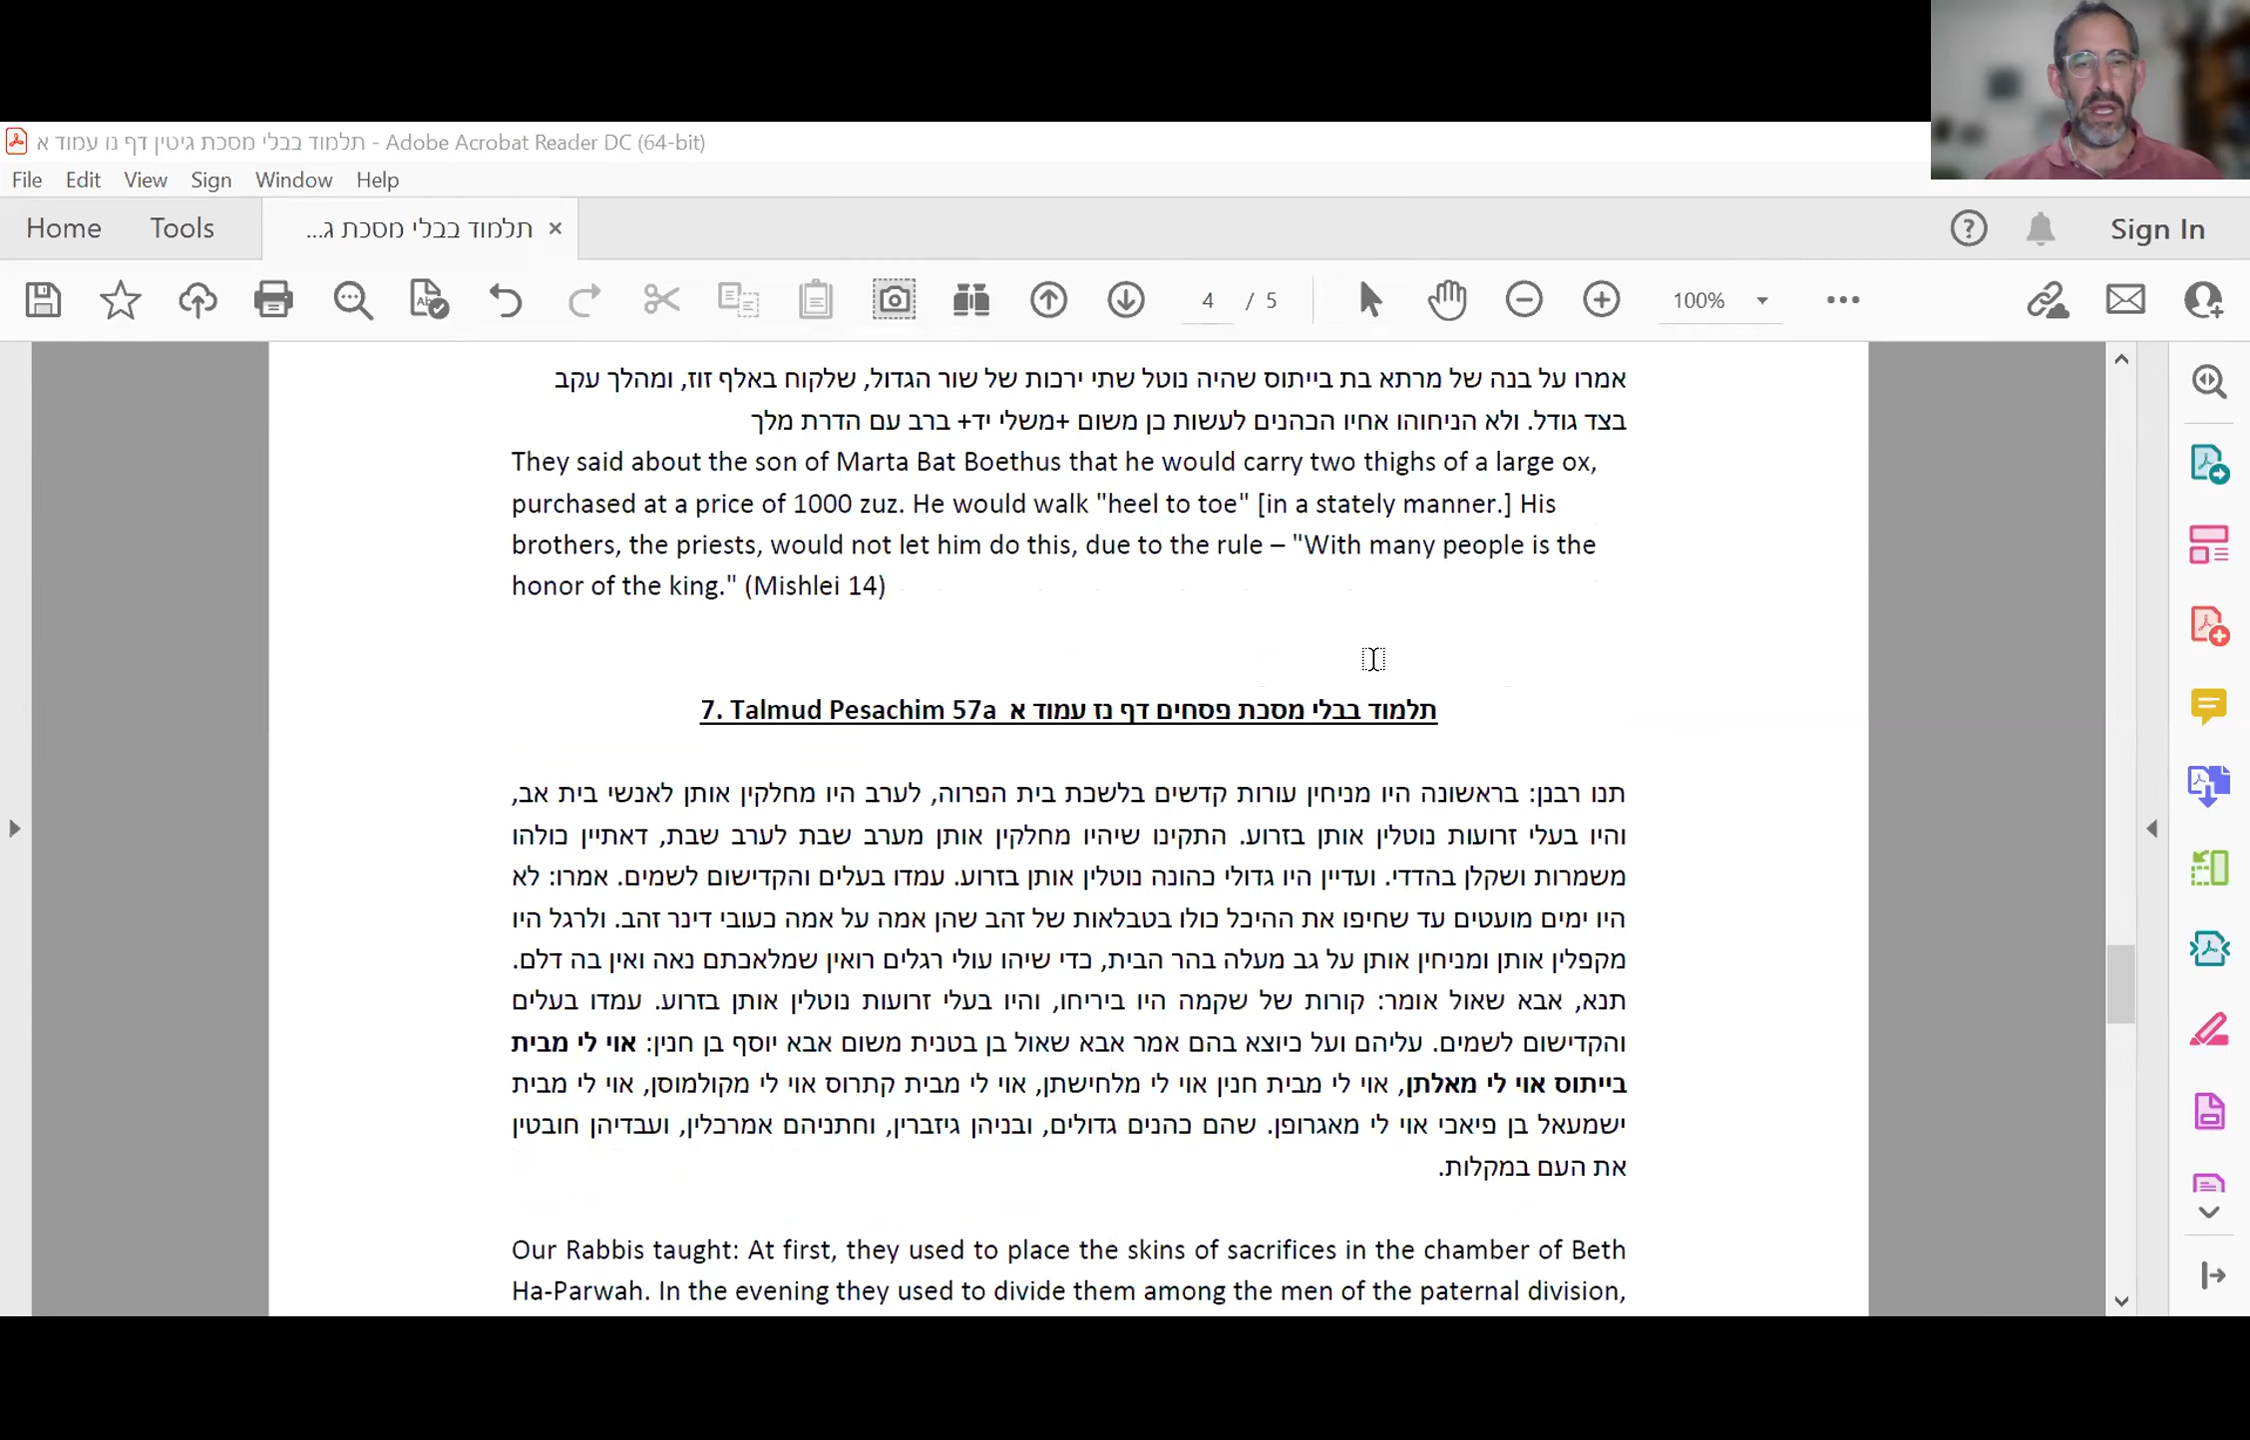 תלמוד בבלי מסכת גיטין דף נו עמוד א - Adobe Acrobat Reader DC (64-bit)
File Edit View Sign Window Help
Home Tools תלמוד בבלי מסכת ג... × Sign In
4 / 5 100%
אמרו על בנה של מרתא בת בייתוס שהיה נוטל שתי ירכות של שור הגדול, שלקוח באלף זוז, ומהלך עקב
בצד גודל. ולא הניחוהו אחיו הכהנים לעשות כן משום +משלי יד+ ברב עם הדרת מלך
They said about the son of Marta Bat Boethus that he would carry two thighs of a large ox,
purchased at a price of 1000 zuz. He would walk "heel to toe" [in a stately manner.] His
brothers, the priests, would not let him do this, due to the rule – "With many people is the
honor of the king." (Mishlei 14)
7. Talmud Pesachim 57a תלמוד בבלי מסכת פסחים דף נז עמוד א
תנו רבנן: בראשונה היו מניחין עורות קדשים בלשכת בית הפרוה, לערב היו מחלקין אותן לאנשי בית אב,
והיו בעלי זרועות נוטלין אותן בזרוע. התקינו שיהיו מחלקין אותן מערב שבת לערב שבת, דאתיין כולהו
משמרות ושקלן בהדדי. ועדיין היו גדולי כהונה נוטלין אותן בזרוע. עמדו בעלים והקדישום לשמים. אמרו: לא
היו ימים מועטים עד שחיפו את ההיכל כולו בטבלאות של זהב שהן אמה על אמה כעובי דינר זהב. ולרגל היו
מקפלין אותן ומניחין אותן על גב מעלה בהר הבית, כדי שיהו עולי רגלים רואין שמלאכתם נאה ואין בה דלם.
תנא, אבא שאול אומר: קורות של שקמה היו ביריחו, והיו בעלי זרועות נוטלין אותן בזרוע. עמדו בעלים
והקדישום לשמים. עליהם ועל כיוצא בהם אמר אבא שאול בן בטנית משום אבא יוסף בן חנין: אוי לי מבית
בייתוס אוי לי מאלתן, אוי לי מבית חנין אוי לי מלחישתן, אוי לי מבית קתרוס אוי לי מקולמוסן, אוי לי מבית
ישמעאל בן פיאכי אוי לי מאגרופן. שהם כהנים גדולים, ובניהן גיזברין, וחתניהם אמרכלין, ועבדיהן חובטין
את העם במקלות.
Our Rabbis taught: At first, they used to place the skins of sacrifices in the chamber of Beth
Ha-Parwah. In the evening they used to divide them among the men of the paternal division,